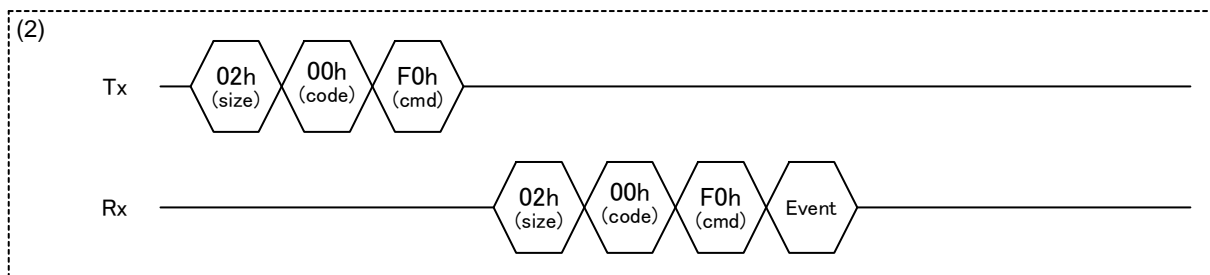 (2)
Tx
02h
(size)
00h
(code)
F0h
(cmd)
Rx
02h
(size)
00h
(code)
F0h
(cmd)
Event